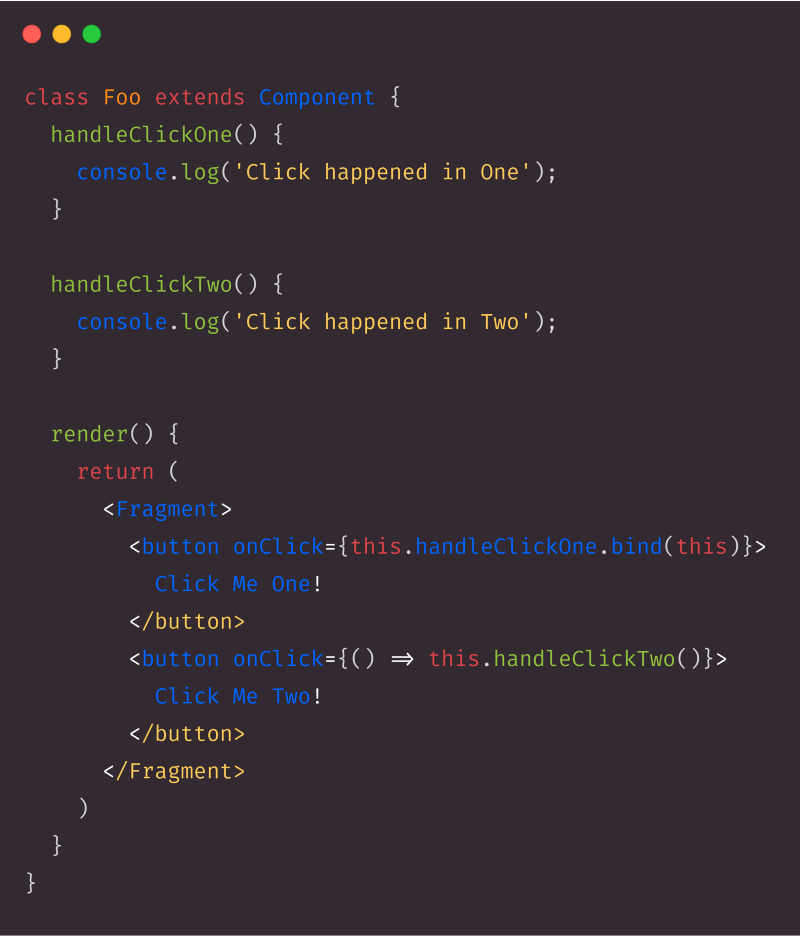 class Foo extends Component {
  handleClickOne() {
    console.log('Click happened in One');
  }

  handleClickTwo() {
    console.log('Click happened in Two');
  }

  render() {
    return (
      <Fragment>
        <button onClick={this.handleClickOne.bind(this)}>
          Click Me One!
        </button>
        <button onClick={() => this.handleClickTwo()}>
          Click Me Two!
        </button>
      </Fragment>
    )
  }
}